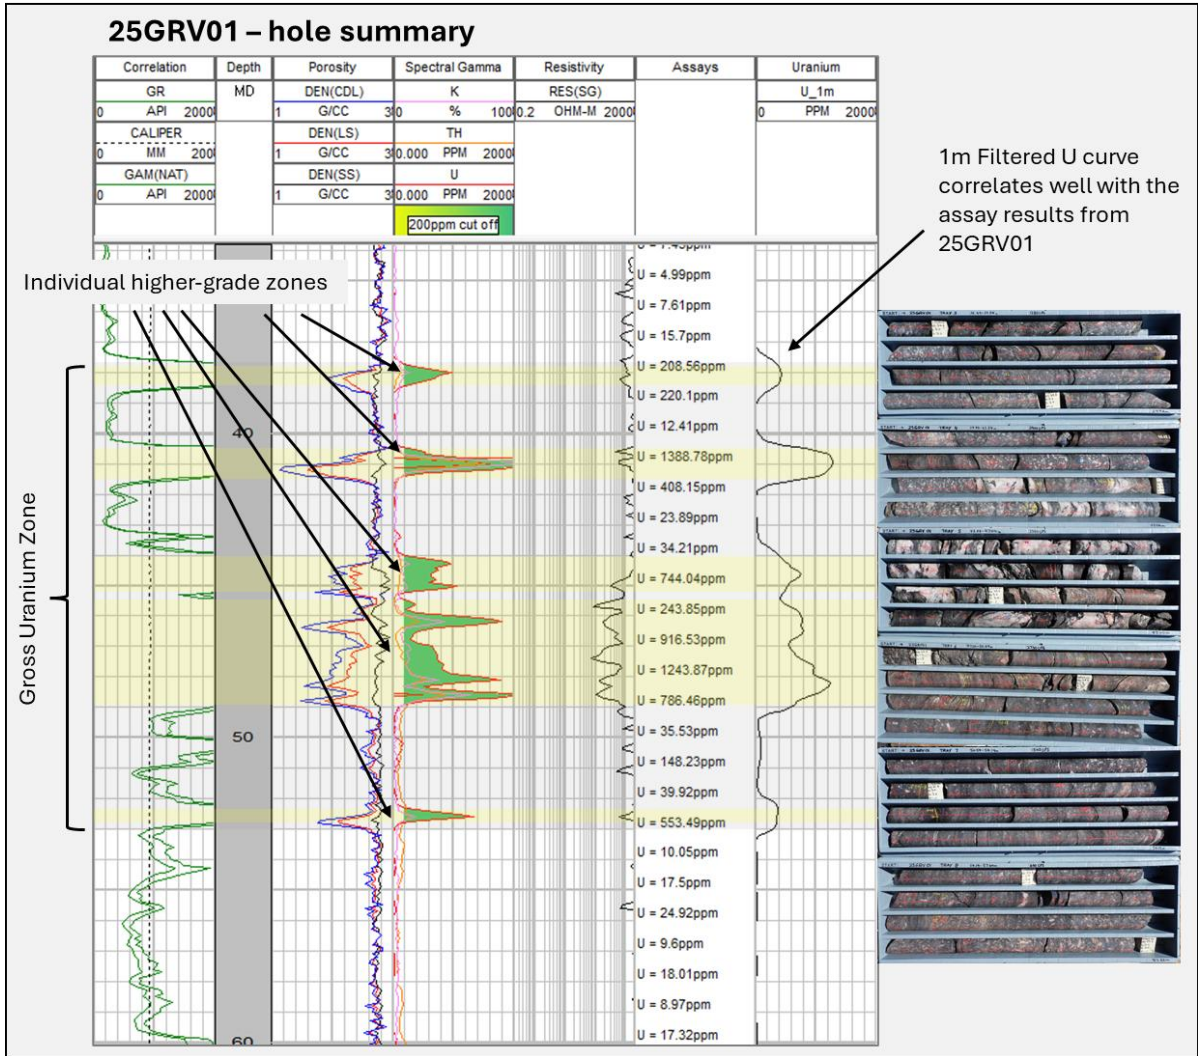 25GRV01 – hole summary
Correlation Depth Porosity Spectral Gamma Resistivity Assays Uranium
GR MD DEN(CDL) K RES(SG) U_1m
0 API 2000 1 G/CC 3 0 % 100 0.2 OHM-M 2000 0 PPM 2000
CALIPER DEN(LS) TH
0 MM 200 1 G/CC 3 0.000 PPM 2000
GAM(NAT) DEN(SS) U
0 API 2000 1 G/CC 3 0.000 PPM 2000
200ppm cut off
1m Filtered U curve
correlates well with the
assay results from
25GRV01
Individual higher-grade zones
Gross Uranium Zone
40
50
60
U = 7.45ppm
U = 4.99ppm
U = 7.61ppm
U = 15.7ppm
U = 208.56ppm
U = 220.1ppm
U = 12.41ppm
U = 1388.78ppm
U = 408.15ppm
U = 23.89ppm
U = 34.21ppm
U = 744.04ppm
U = 243.85ppm
U = 916.53ppm
U = 1243.87ppm
U = 786.46ppm
U = 35.53ppm
U = 148.23ppm
U = 39.92ppm
U = 553.49ppm
U = 10.05ppm
U = 17.5ppm
U = 24.92ppm
U = 9.6ppm
U = 18.01ppm
U = 8.97ppm
U = 17.32ppm